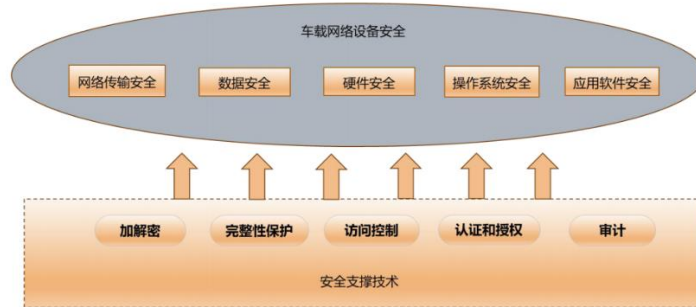 车载网络设备安全
网络传输安全 数据安全 硬件安全 操作系统安全 应用软件安全
加解密 完整性保护 访问控制 认证和授权 审计
安全支撑技术